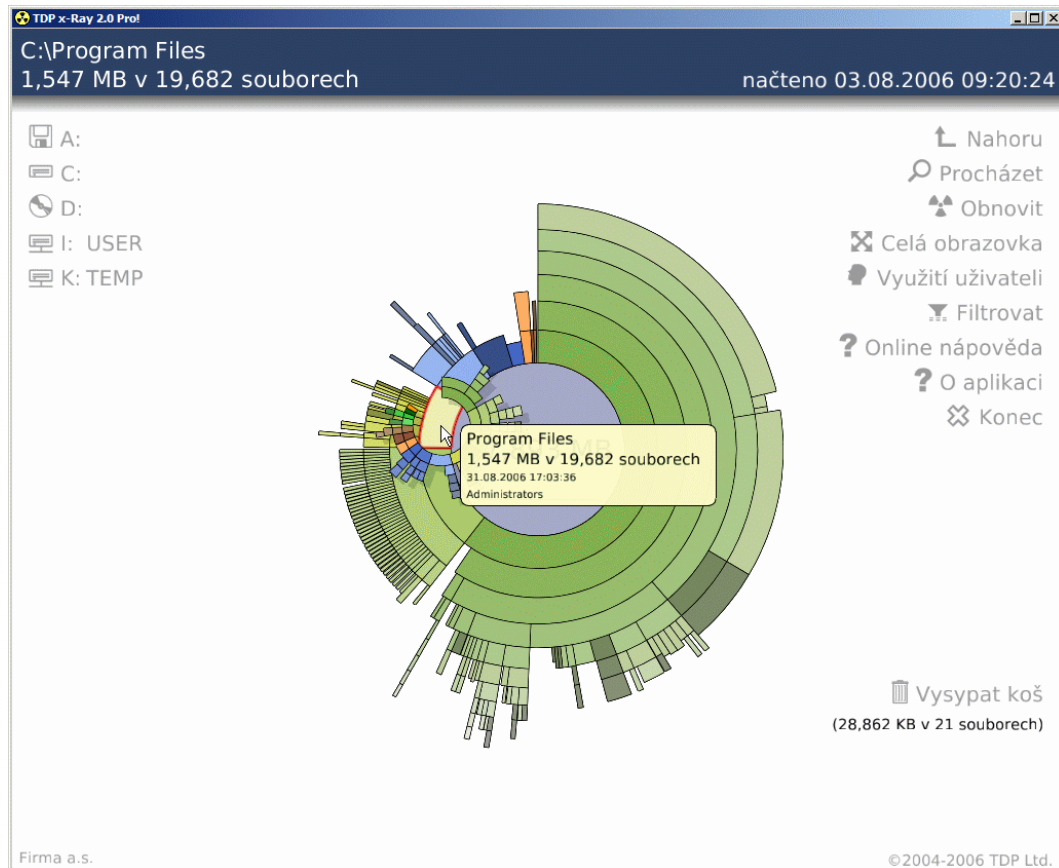 TDP x-Ray 2.0 Pro!
C:\Program Files
1,547 MB v 19,682 souborech
načteno 03.08.2006 09:20:24
A:
C:
D:
I: USER
K: TEMP
Nahoru
Procházet
Obnovit
Celá obrazovka
Využití uživateli
Filtrovat
Online nápověda
O aplikaci
Konec
Program Files
1,547 MB v 19,682 souborech
31.08.2006 17:03:36
Administrators
Vysypat koš
(28,862 KB v 21 souborech)
Firma a.s.
©2004-2006 TDP Ltd.